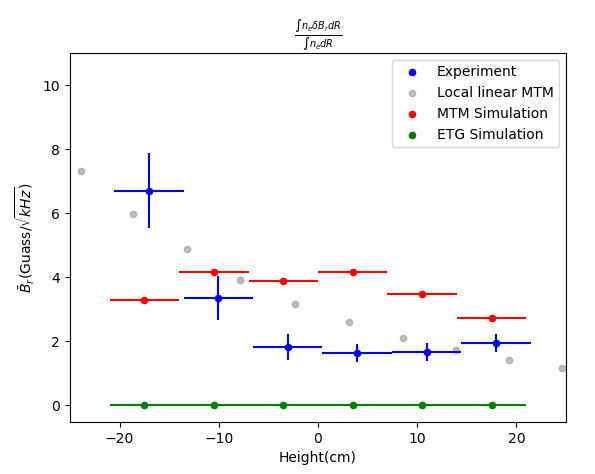 ∫n_eδB_rdR
∫n_edR
Experiment
Local linear MTM
MTM Simulation
ETG Simulation
B̄_r(Guass/√kHz)
10
8
6
4
2
0
−20 −10 0 10 20
Height(cm)